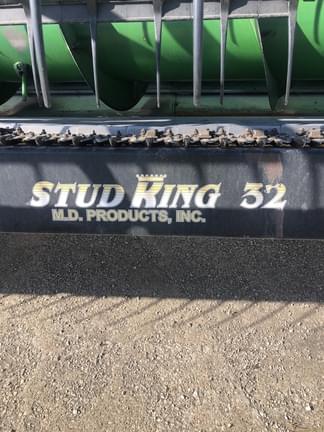 STUD KING 32
M.D. PRODUCTS, INC.